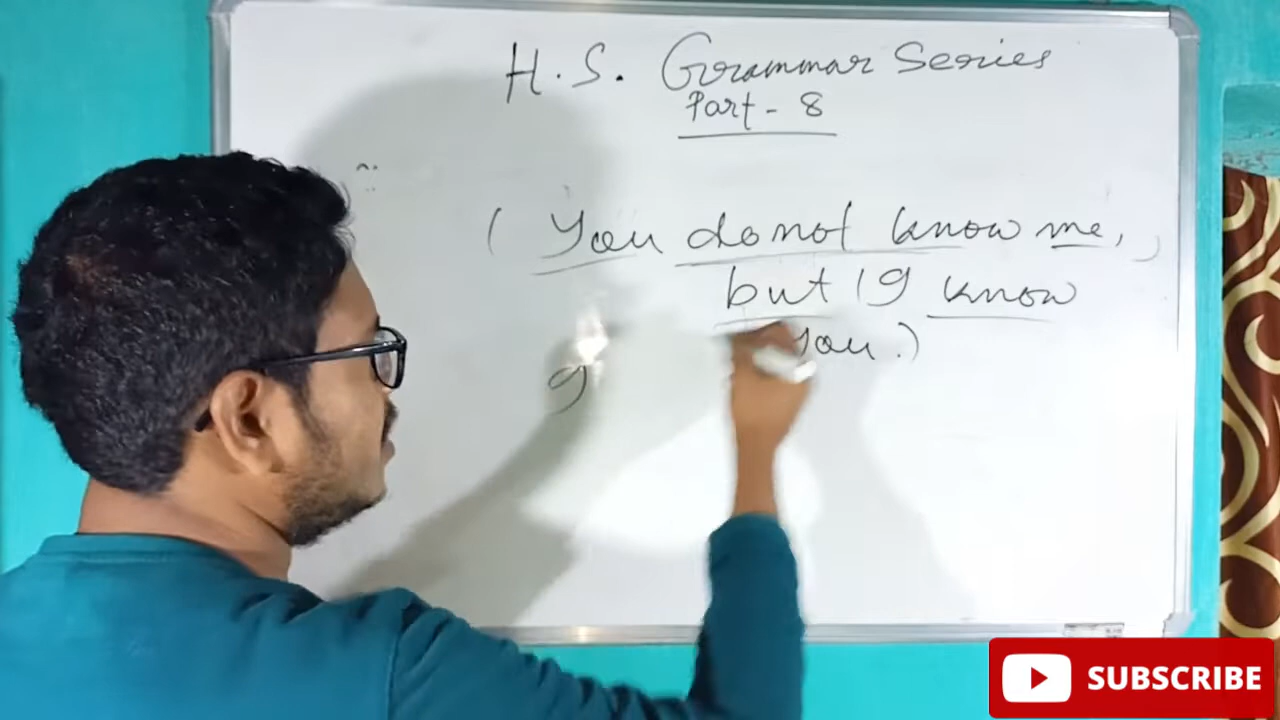 H.S. Grammar Series
Part - 8
( You do not know me,
but I know
you.)
I
SUBSCRIBE